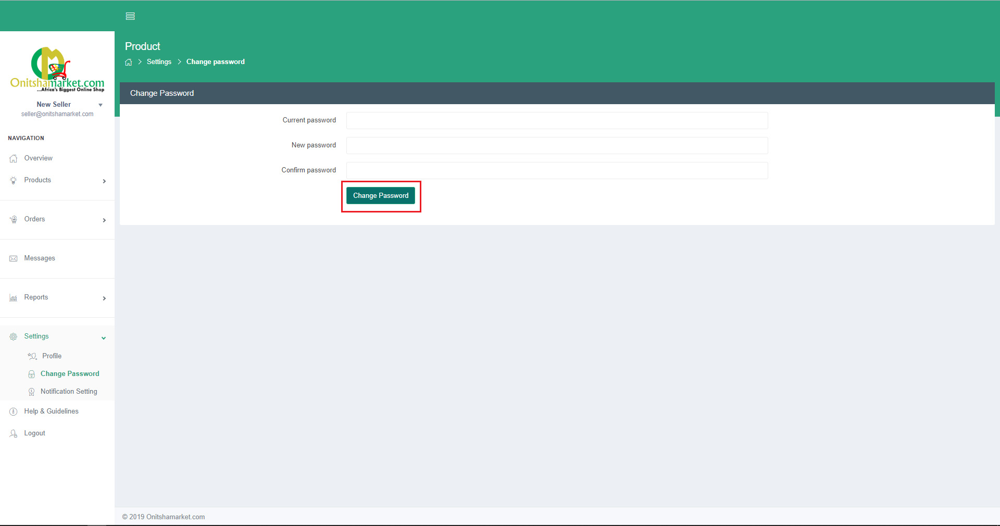 Product
Settings
Change password
Onitshamarket.com
...Africa's Biggest Online Shop
New Seller
seller@onitshamarket.com
NAVIGATION
Overview
Products
Orders
Messages
Reports
Settings
Profile
Change Password
Notification Setting
Help & Guidelines
Logout
Change Password
Current password
New password
Confirm password
Change Password
© 2019 Onitshamarket.com